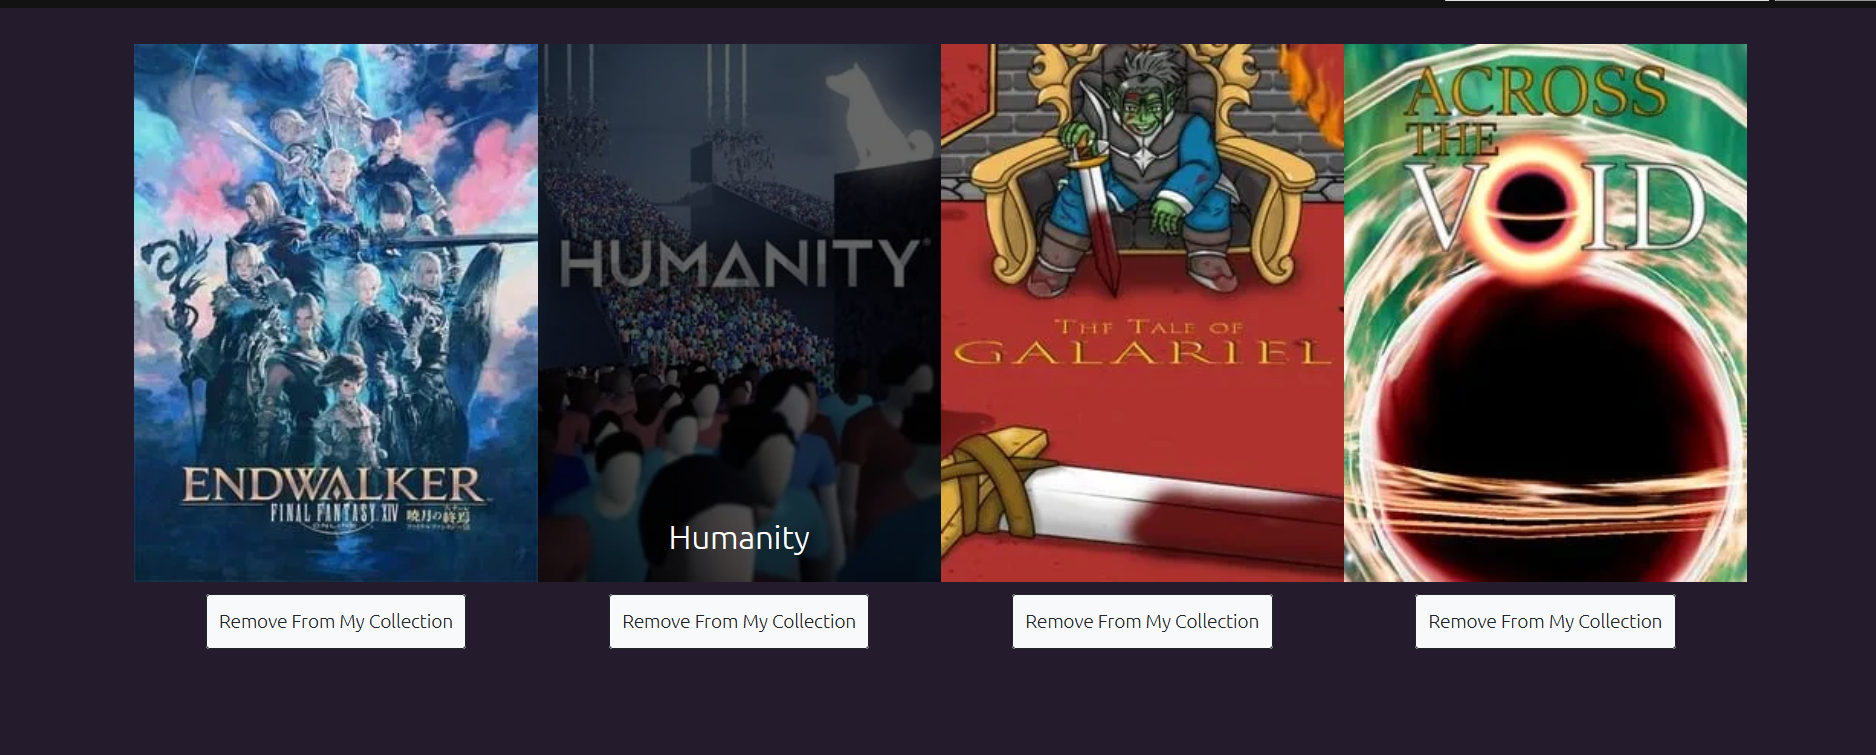 ENDWALKER
FINAL FANTASY XIV
ONLINE
暁月の終焉
HUMANITY
Humanity
THE TALE OF
GALARIEL
ACROSS
THE
VOID
Remove From My Collection
Remove From My Collection
Remove From My Collection
Remove From My Collection